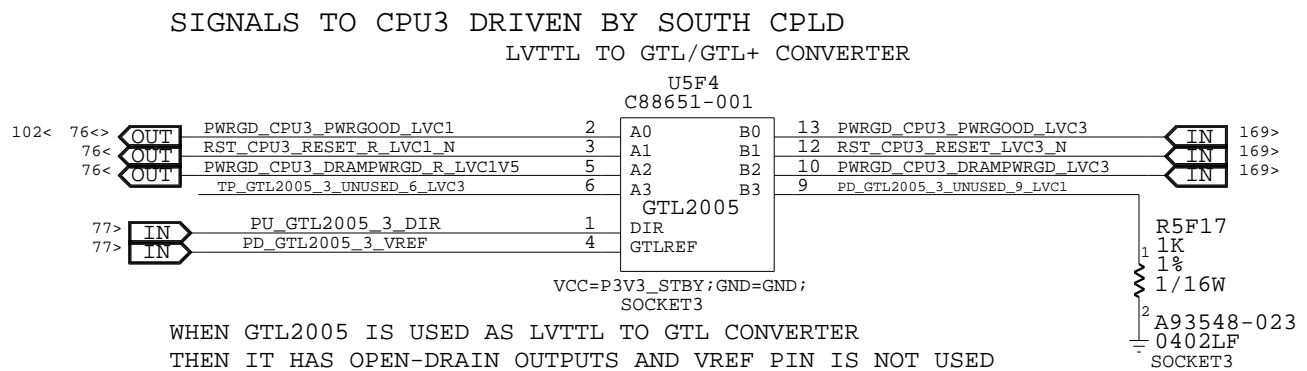 SIGNALS TO CPU3 DRIVEN BY SOUTH CPLD
LVTTL TO GTL/GTL+ CONVERTER
U5F4
C88651-001
102< 76<> OUT PWRGD_CPU3_PWRGOOD_LVC1 2 A0 B0 13 PWRGD_CPU3_PWRGOOD_LVC3 IN 169>
76< OUT RST_CPU3_RESET_R_LVC1_N 3 A1 B1 12 RST_CPU3_RESET_LVC3_N IN 169>
76< OUT PWRGD_CPU3_DRAMPWRGD_R_LVC1V5 5 A2 B2 10 PWRGD_CPU3_DRAMPWRGD_LVC3 IN 169>
TP_GTL2005_3_UNUSED_6_LVC3 6 A3 B3 9 PD_GTL2005_3_UNUSED_9_LVC1
GTL2005
77> IN PU_GTL2005_3_DIR 1 DIR
77> IN PD_GTL2005_3_VREF 4 GTLREF
R5F17
1 1K
1%
1/16W
VCC=P3V3_STBY;GND=GND;
SOCKET3
2 A93548-023
0402LF
SOCKET3
WHEN GTL2005 IS USED AS LVTTL TO GTL CONVERTER
THEN IT HAS OPEN-DRAIN OUTPUTS AND VREF PIN IS NOT USED